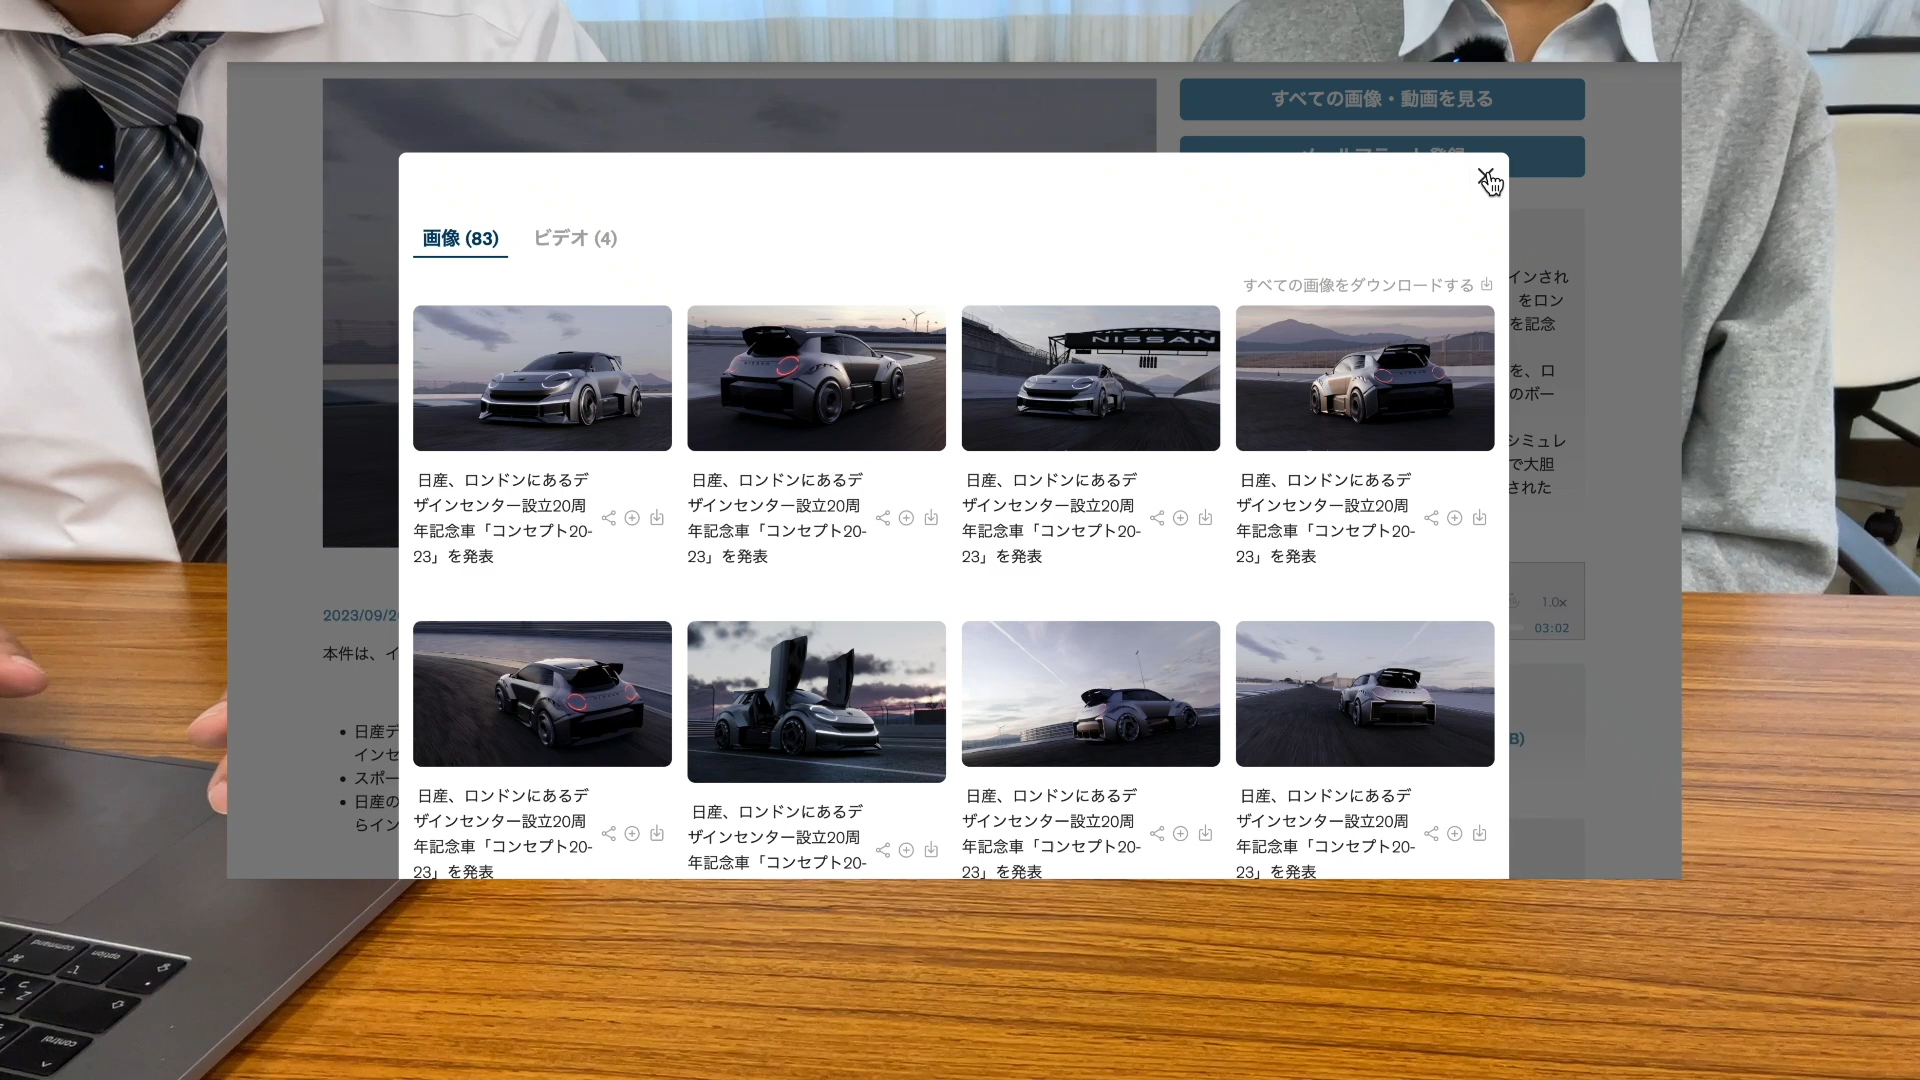 すべての画像・動画を見る
画像 (83)
ビデオ (4)
すべての画像をダウンロードする
インされ
をロン
を記念
を、ロ
のボー
シミュレ
で大胆
された
NISSAN
日産、ロンドンにあるデ
ザインセンター設立20周
年記念車「コンセプト20-
23」を発表
日産、ロンドンにあるデ
ザインセンター設立20周
年記念車「コンセプト20-
23」を発表
日産、ロンドンにあるデ
ザインセンター設立20周
年記念車「コンセプト20-
23」を発表
日産、ロンドンにあるデ
ザインセンター設立20周
年記念車「コンセプト20-
23」を発表
1.0x
03:02
2023/09/2
本件は、イ
日産デ
インセ
スポー
日産の
らイン
B)
日産、ロンドンにあるデ
ザインセンター設立20周
年記念車「コンセプト20-
23」を発表
日産、ロンドンにあるデ
ザインセンター設立20周
年記念車「コンセプト20-
日産、ロンドンにあるデ
ザインセンター設立20周
年記念車「コンセプト20-
23」を発表
日産、ロンドンにあるデ
ザインセンター設立20周
年記念車「コンセプト20-
23」を発表
command
option
control